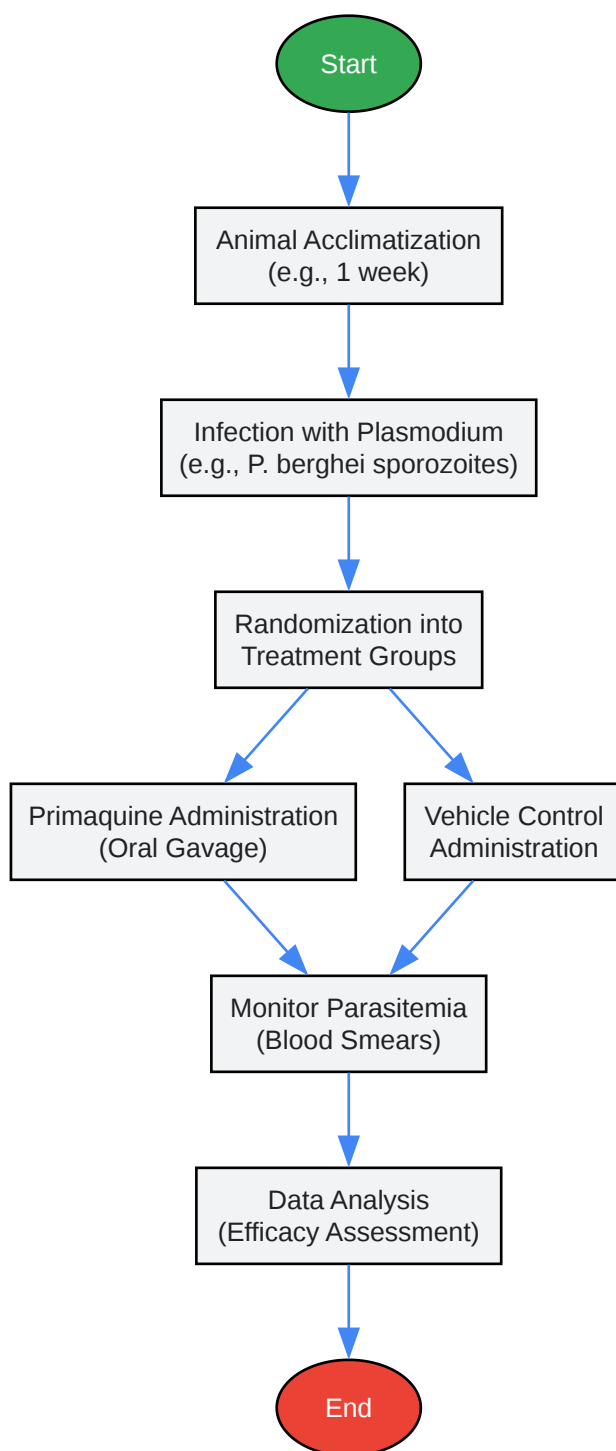 Start
Animal Acclimatization
(e.g., 1 week)
Infection with Plasmodium
(e.g., P. berghei sporozoites)
Randomization into
Treatment Groups
Primaquine Administration
(Oral Gavage)
Vehicle Control
Administration
Monitor Parasitemia
(Blood Smears)
Data Analysis
(Efficacy Assessment)
End